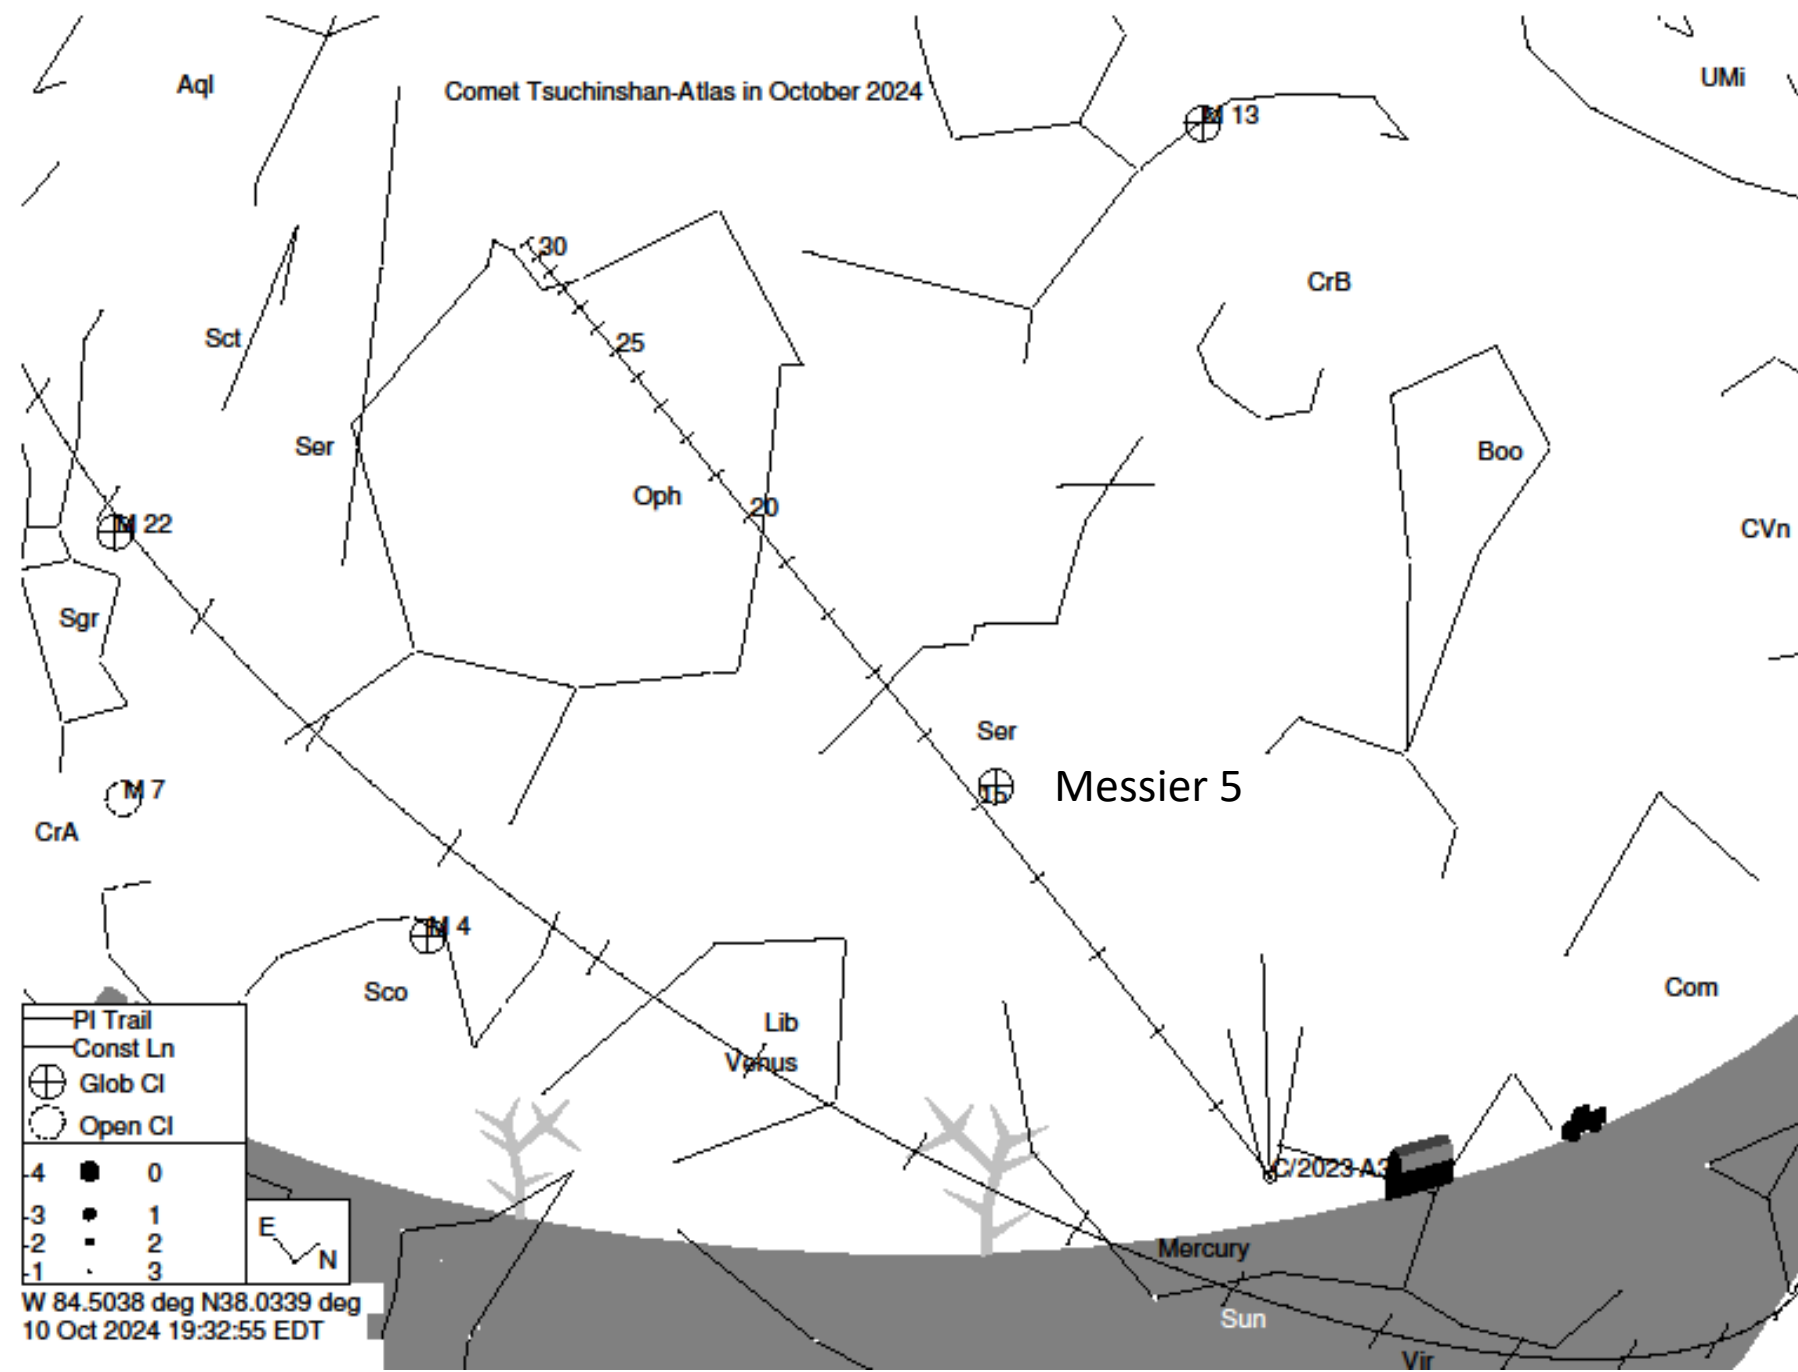 Aql
Comet Tsuchinshan-Atlas in October 2024
UMi
M 13
30
CrB
Sct
25
Ser
Boo
Oph
20
M 22
CVn
Sgr
Ser
M 7
15
Messier 5
CrA
M 4
Sco
Com
Lib
Venus
Pl Trail
Const Ln
Glob Cl
Open Cl
C/2023-A3
-4 0
-3 1
-2 2
-1 3
E
N
Mercury
Sun
W 84.5038 deg N38.0339 deg
10 Oct 2024 19:32:55 EDT
Vir